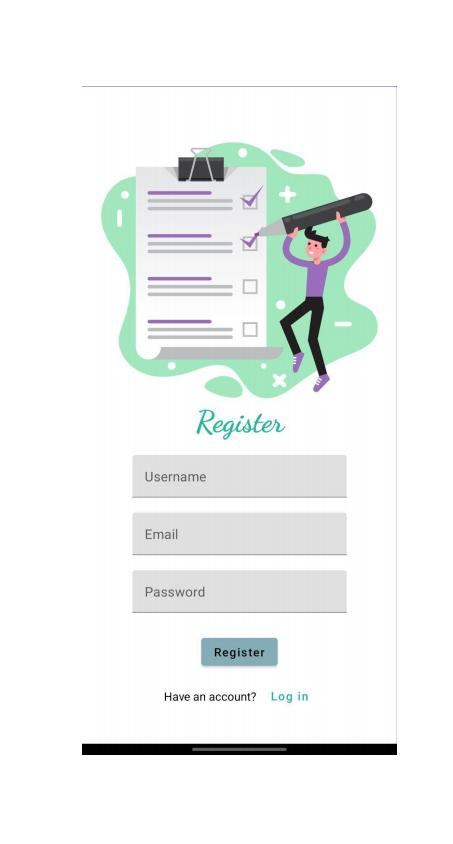 Register
Username
Email
Password
Register
Have an account? Log in